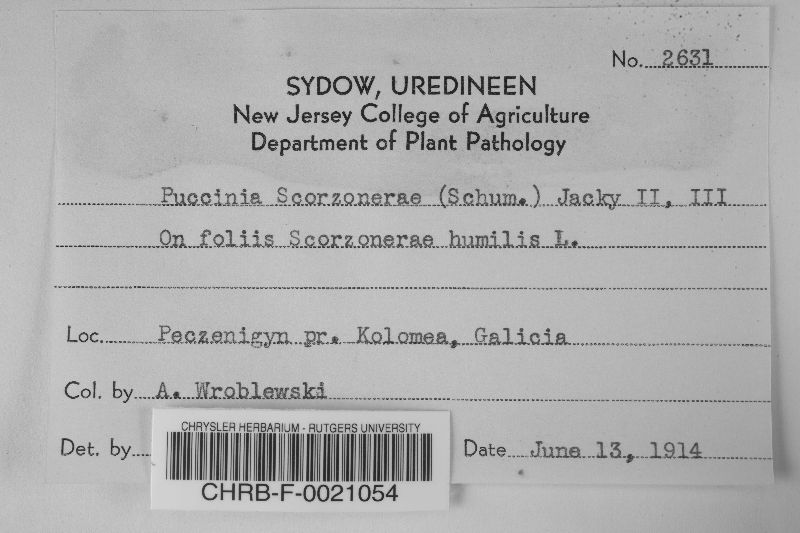 No. 2631
SYDOW, UREDINEEN
New Jersey College of Agriculture
Department of Plant Pathology
Puccinia Scorzonerae (Schum.) Jacky II, III
On foliis Scorzonerae humilis L.
Loc. Peczenigyn pr. Kolomea, Galicia
Col. by A. Wroblewski
Det. by
Date June 13, 1914
CHRYSLER HERBARIUM - RUTGERS UNIVERSITY
CHRB-F-0021054